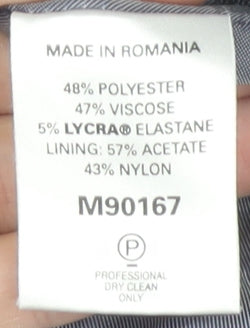 MADE IN ROMANIA
48% POLYESTER
47% VISCOSE
5% LYCRA® ELASTANE
LINING: 57% ACETATE
43% NYLON
M90167
P
PROFESSIONAL
DRY CLEAN
ONLY